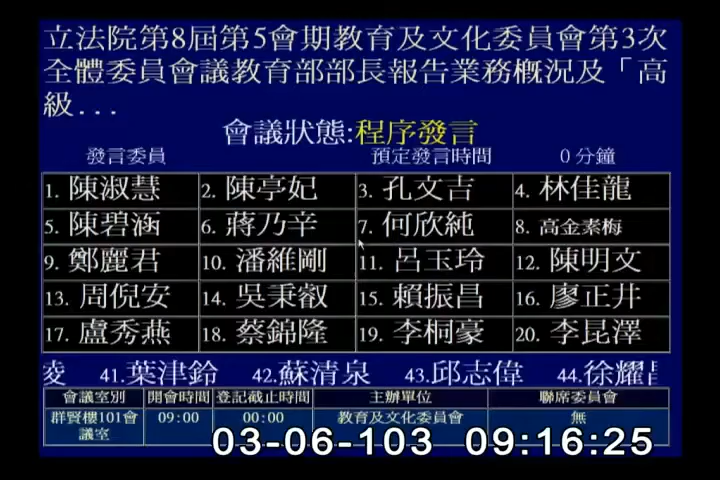 立法院第8屆第5會期教育及文化委員會第3次
全體委員會議教育部部長報告業務概況及「高
級...
會議狀態:程序發言
發言委員 預定發言時間 0分鐘
1. 陳淑慧 2. 陳亭妃 3. 孔文吉 4. 林佳龍
5. 陳碧涵 6. 蔣乃辛 7. 何欣純 8. 高金素梅
9. 鄭麗君 10. 潘維剛 11. 呂玉玲 12. 陳明文
13. 周倪安 14. 吳秉叡 15. 賴振昌 16. 廖正井
17. 盧秀燕 18. 蔡錦隆 19. 李桐豪 20. 李昆澤
凌 41.葉津鈴 42.蘇清泉 43.邱志偉 44.徐耀
會議室別 開會時間 登記截止時間 主辦單位 聯席委員會
群賢樓101會 09:00 00:00 教育及文化委員會 無
議室
03-06-103 09:16:25